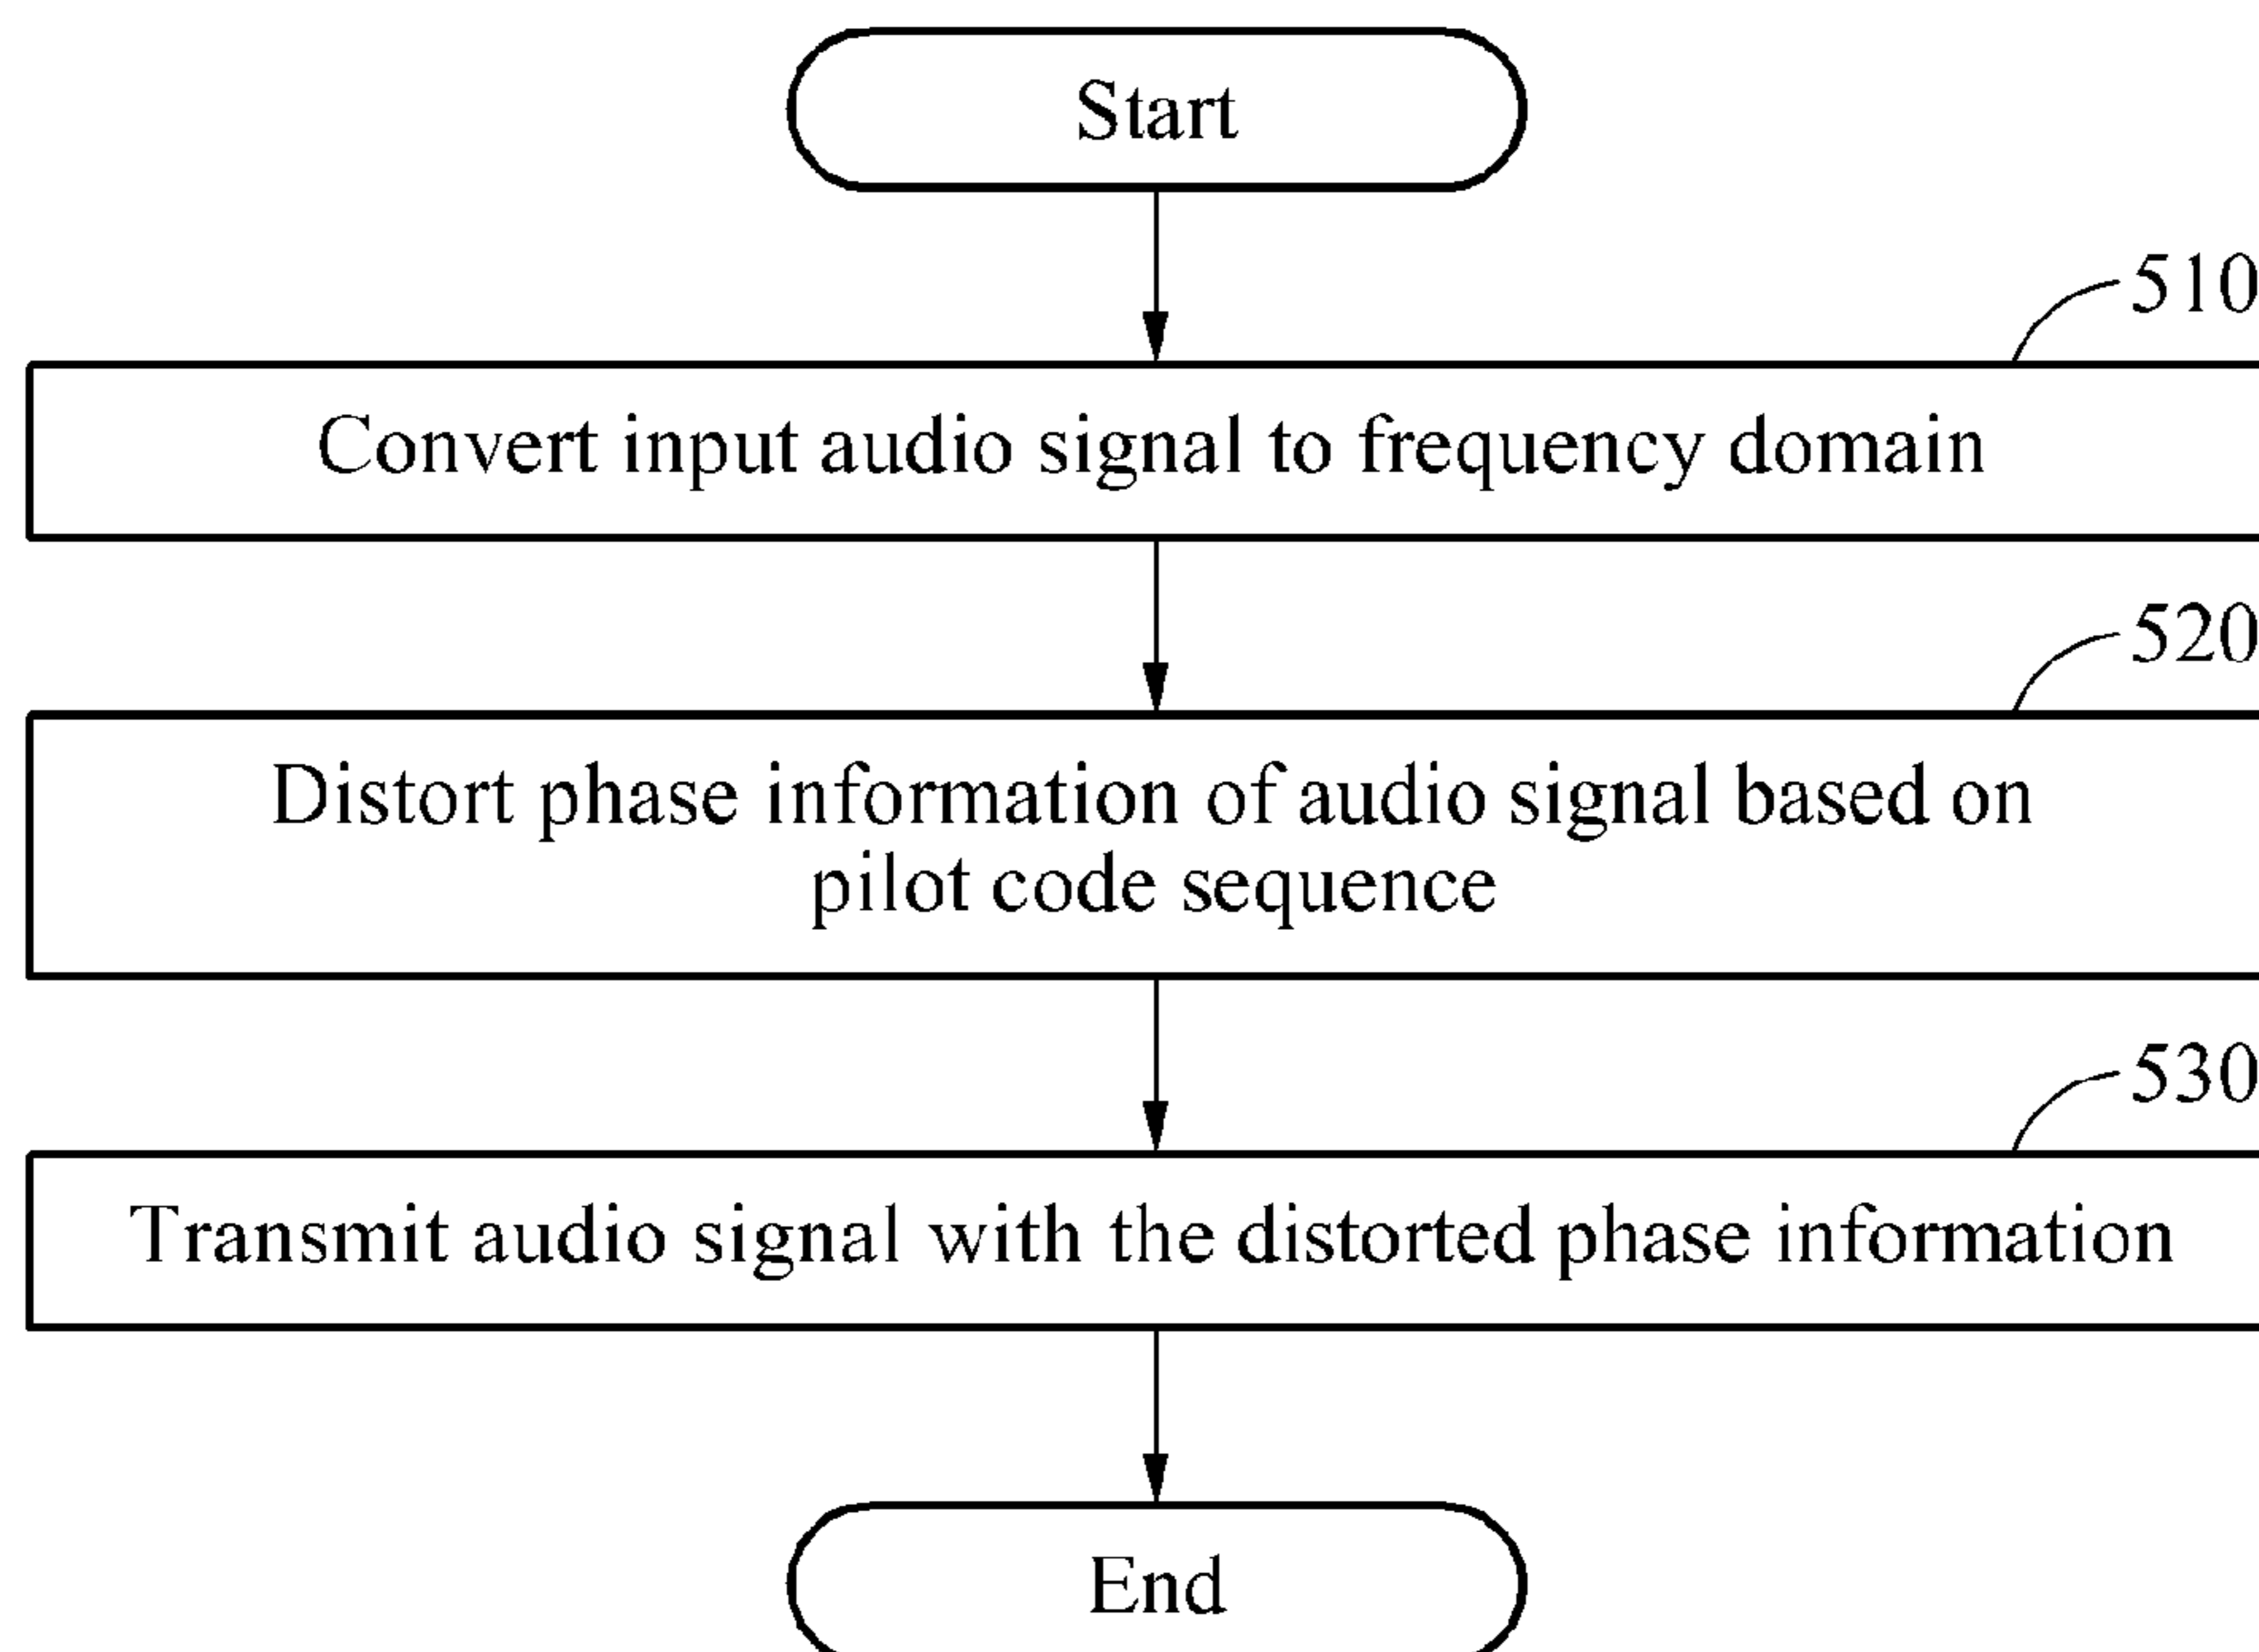 Start
510
Convert input audio signal to frequency domain
520
Distort phase information of audio signal based on
pilot code sequence
530
Transmit audio signal with the distorted phase information
End